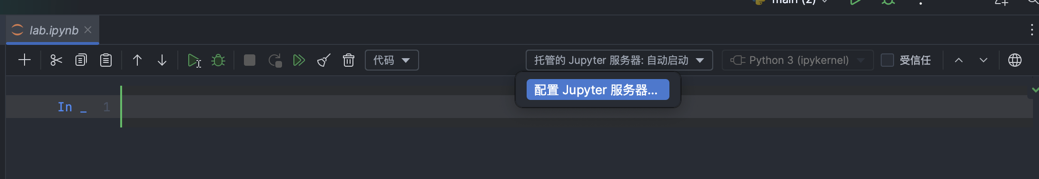 main (2)
lab.ipynb
代码
托管的 Jupyter 服务器: 自动启动
Python 3 (ipykernel)
受信任
配置 Jupyter 服务器...
In _ 1